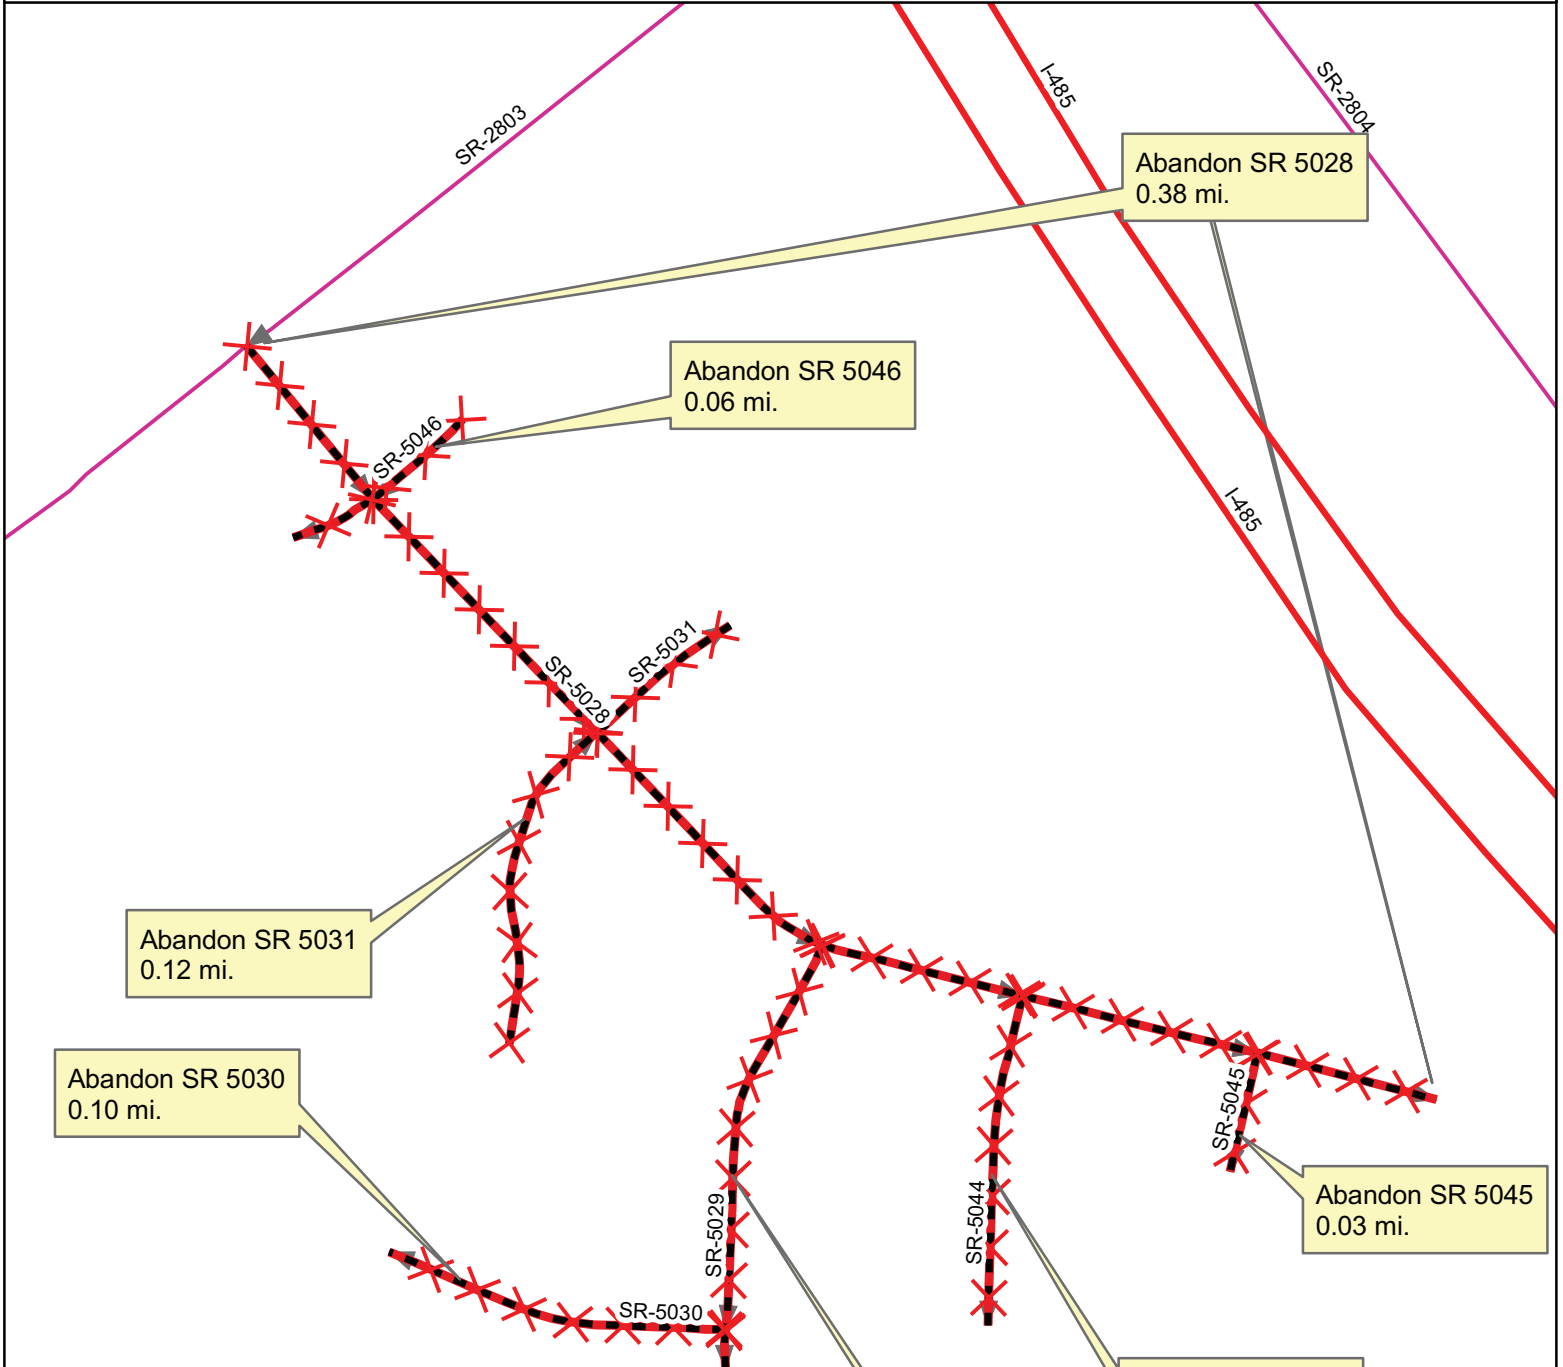 SR-2803
I-485
SR-2804
Abandon SR 5028
0.38 mi.
Abandon SR 5046
0.06 mi.
SR-5046
I-485
SR-5031
SR-5028
Abandon SR 5031
0.12 mi.
Abandon SR 5030
0.10 mi.
SR-5045
Abandon SR 5045
0.03 mi.
SR-5029
SR-5044
SR-5030